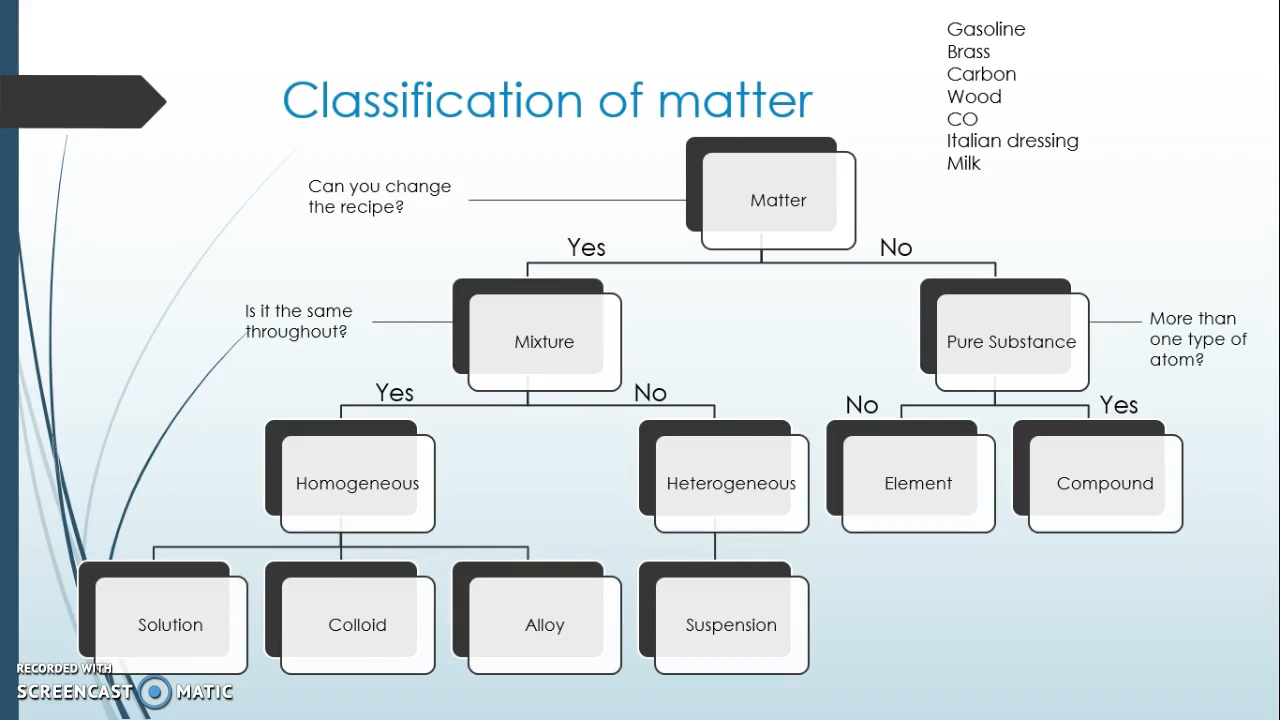 Gasoline
Brass
Carbon
Wood
CO
Italian dressing
Milk
Classification of matter
Can you change
the recipe?
Matter
Yes
No
Is it the same
throughout?
Mixture
Pure Substance
More than
one type of
atom?
Yes
No
No
Yes
Homogeneous
Heterogeneous
Element
Compound
Solution
Colloid
Alloy
Suspension
RECORDED WITH
SCREENCAST MATIC